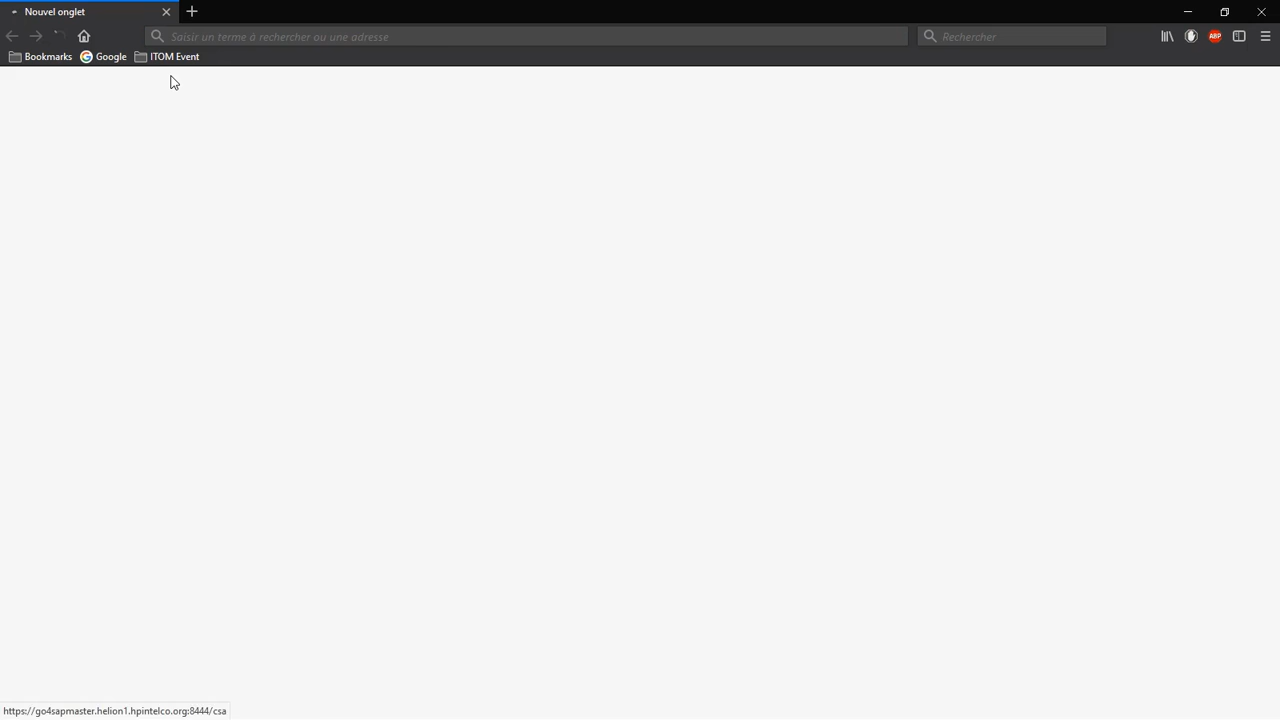 Nouvel onglet
Saisir un terme à rechercher ou une adresse
Rechercher
ABP
Bookmarks
Google
ITOM Event
https://go4sapmaster.helion1.hpintelco.org:8444/csa